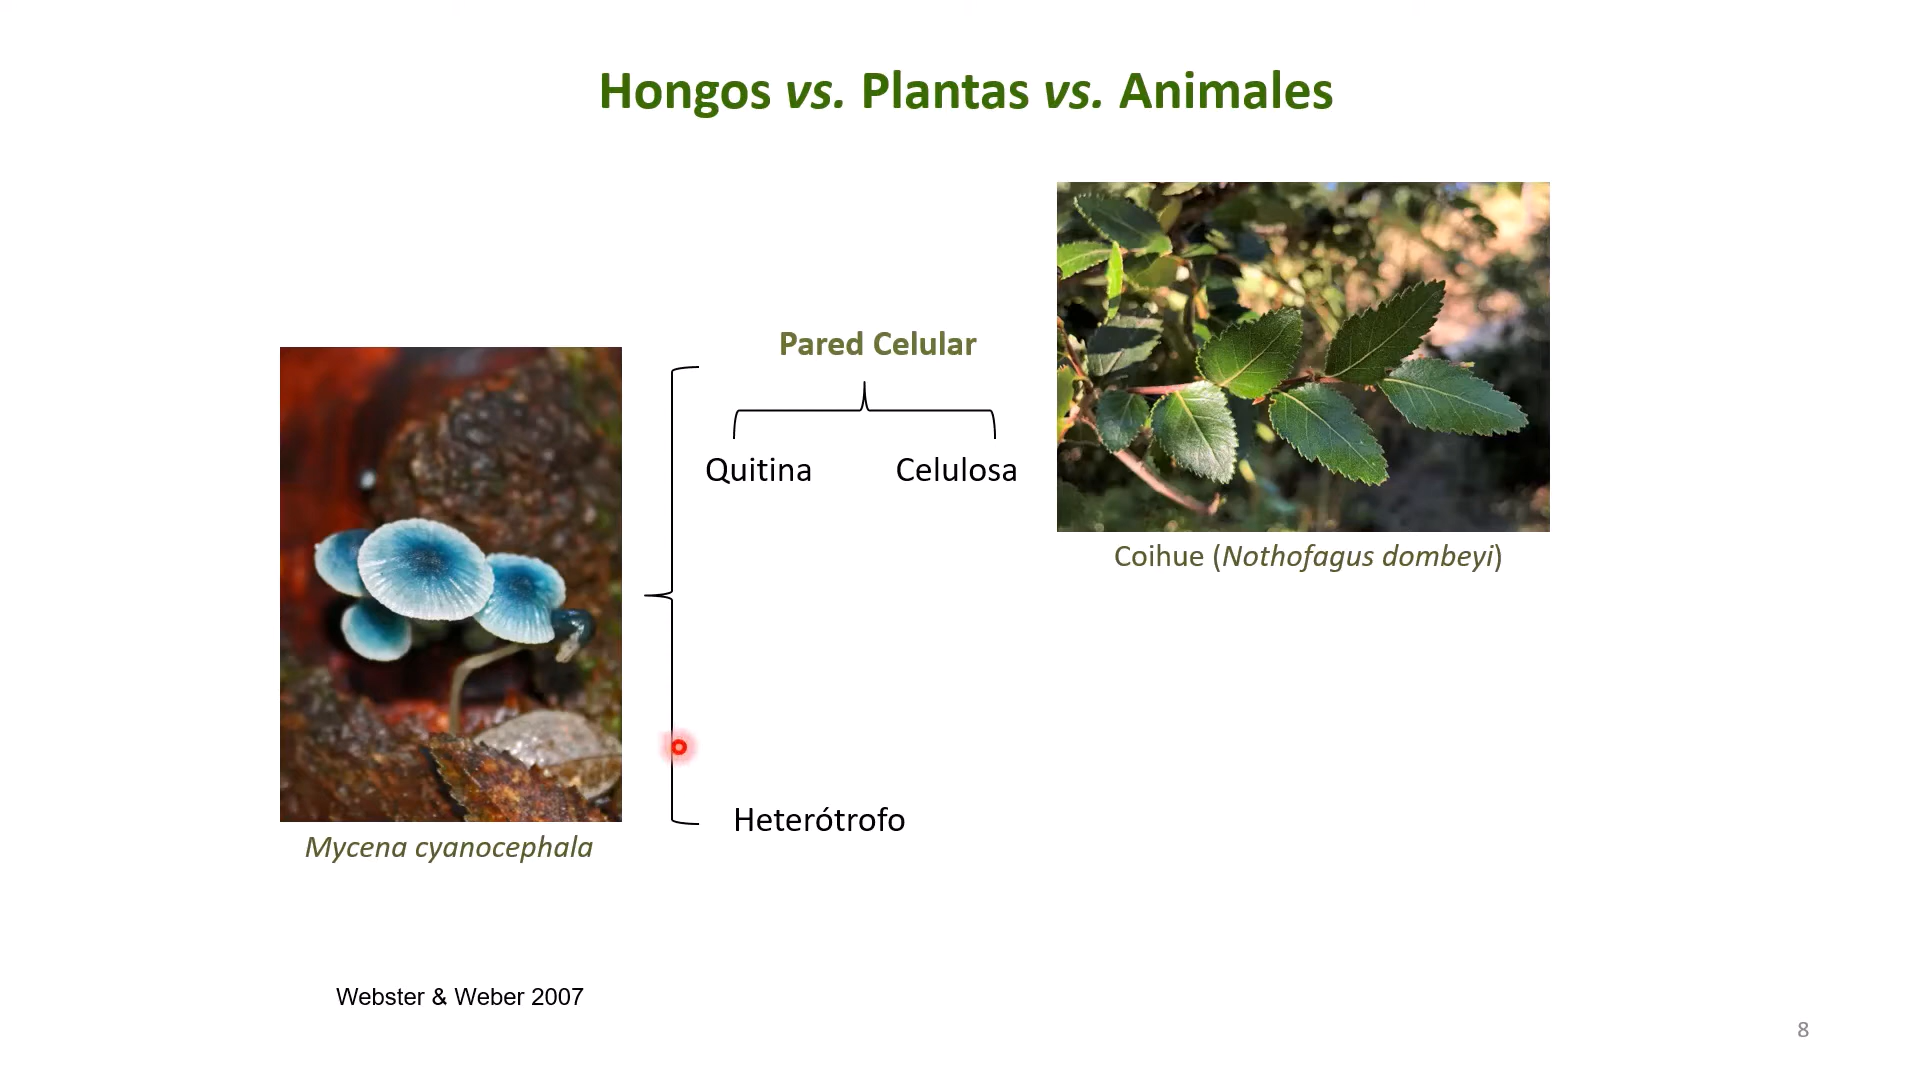 Hongos vs. Plantas vs. Animales
Pared Celular
Quitina
Celulosa
Coihue (Nothofagus dombeyi)
Heterótrofo
Mycena cyanocephala
Webster & Weber 2007
8